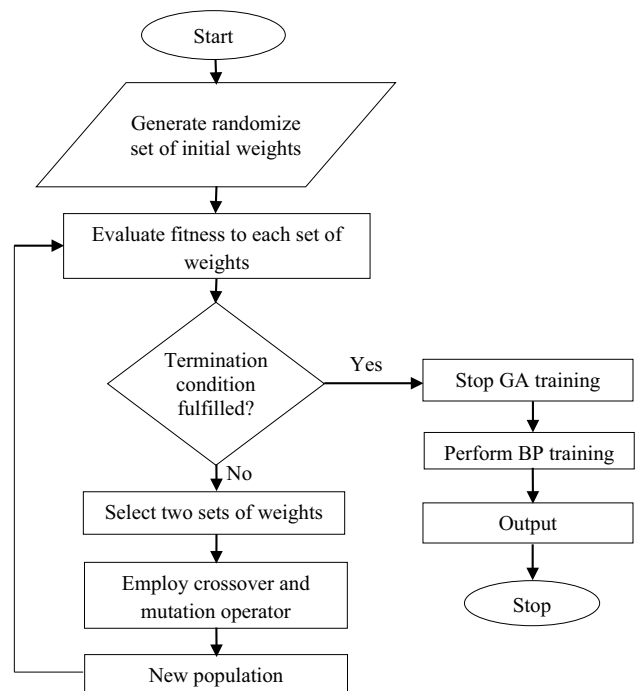 Start
Generate randomize
set of initial weights
Evaluate fitness to each set of
weights
Termination
condition
fulfilled?
Yes
No
Select two sets of weights
Employ crossover and
mutation operator
New population
Stop GA training
Perform BP training
Output
Stop